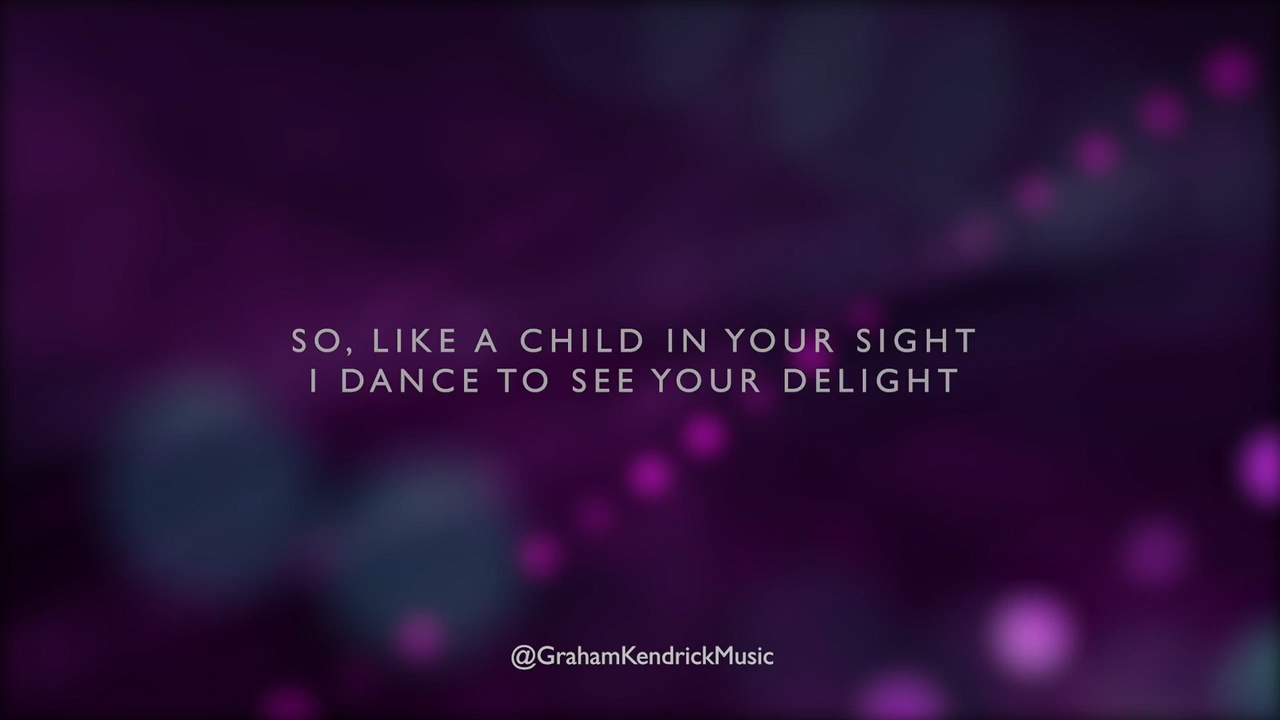 SO, LIKE A CHILD IN YOUR SIGHT
I DANCE TO SEE YOUR DELIGHT
@GrahamKendrickMusic